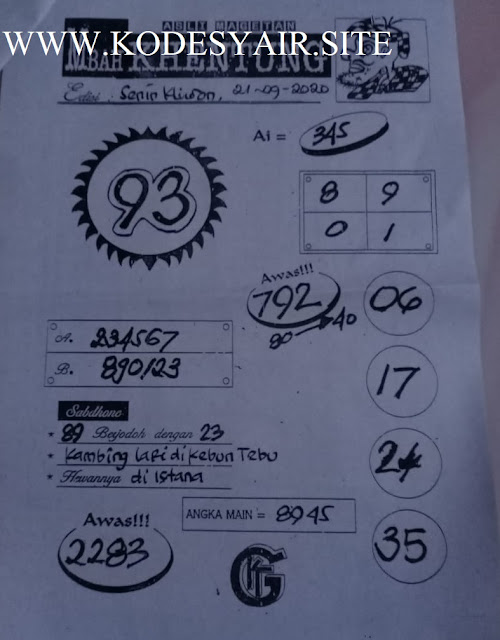 ASLI MAGETAN
WWW.KODESYAIR.SITE
MBAH KHENTUNG
Edisi : Senin Kliwon, 21-09-2020
Ai = 345
93
8 9
0 1
Awas!!!
792
80 40
06
A. 234567
B. 890123
17
Sabdhono
* 89 Berjodoh dengan 23
* Kambing Lari di kebun Tebu
* Hewannya di Istana
24
ANGKA MAIN = 8945
Awas!!!
2283
35